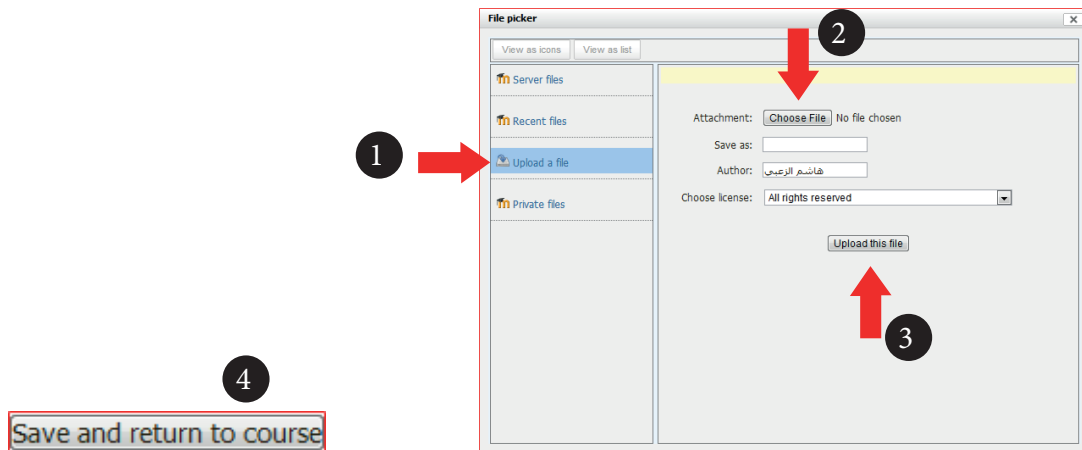 File picker
2
View as icons View as list
Server files
Recent files
Attachment: Choose File No file chosen
1
Save as:
Upload a file
Author: هاشم الزعبي
Private files
Choose license: All rights reserved
Upload this file
3
4
Save and return to course